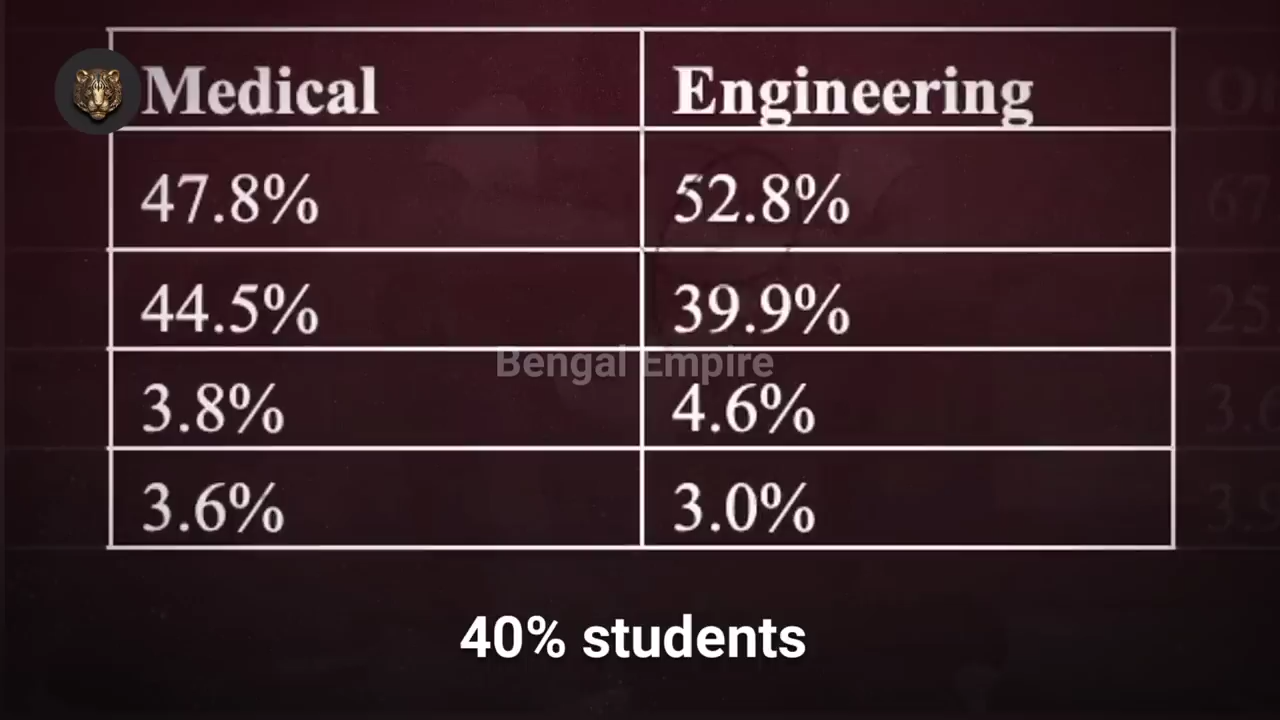 Medical Engineering
47.8% 52.8%
44.5% 39.9%
Bengal Empire
3.8% 4.6%
3.6% 3.0%
40% students